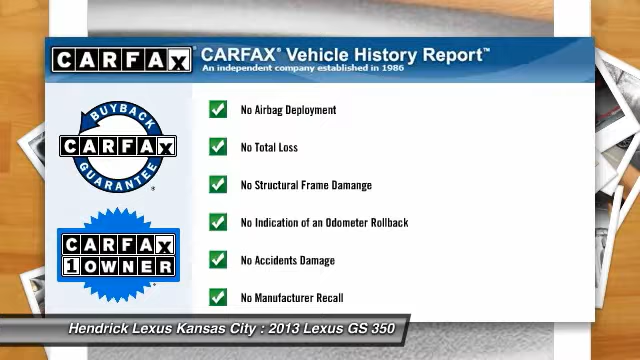 CARFAX
CARFAX® Vehicle History Report™
An independent company established in 1986
BUYBACK
CARFAX
GUARANTEE
CARFAX
1 OWNER
No Airbag Deployment
No Total Loss
No Structural Frame Damange
No Indication of an Odometer Rollback
No Accidents Damage
No Manufacturer Recall
Hendrick Lexus Kansas City : 2013 Lexus GS 350